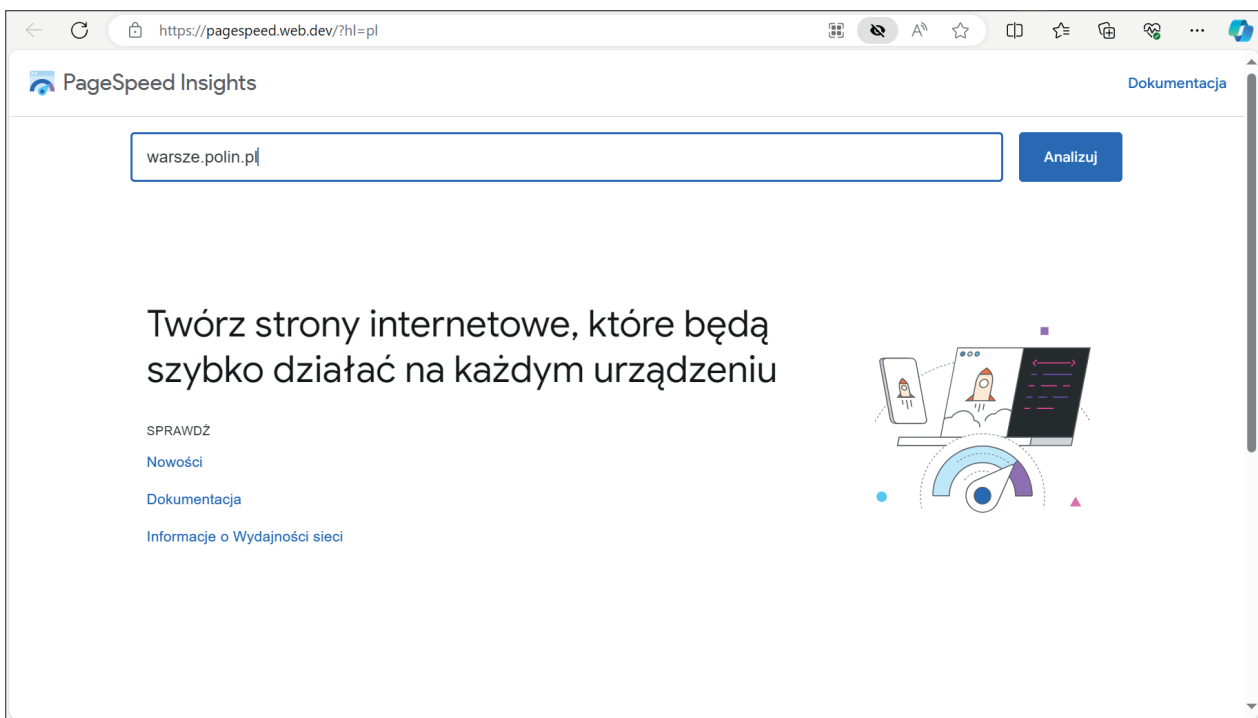 https://pagespeed.web.dev/?hl=pl
PageSpeed Insights
Dokumentacja
warsze.polin.pl
Analizuj
Twórz strony internetowe, które będą
szybko działać na każdym urządzeniu
SPRAWDŹ
Nowości
Dokumentacja
Informacje o Wydajności sieci